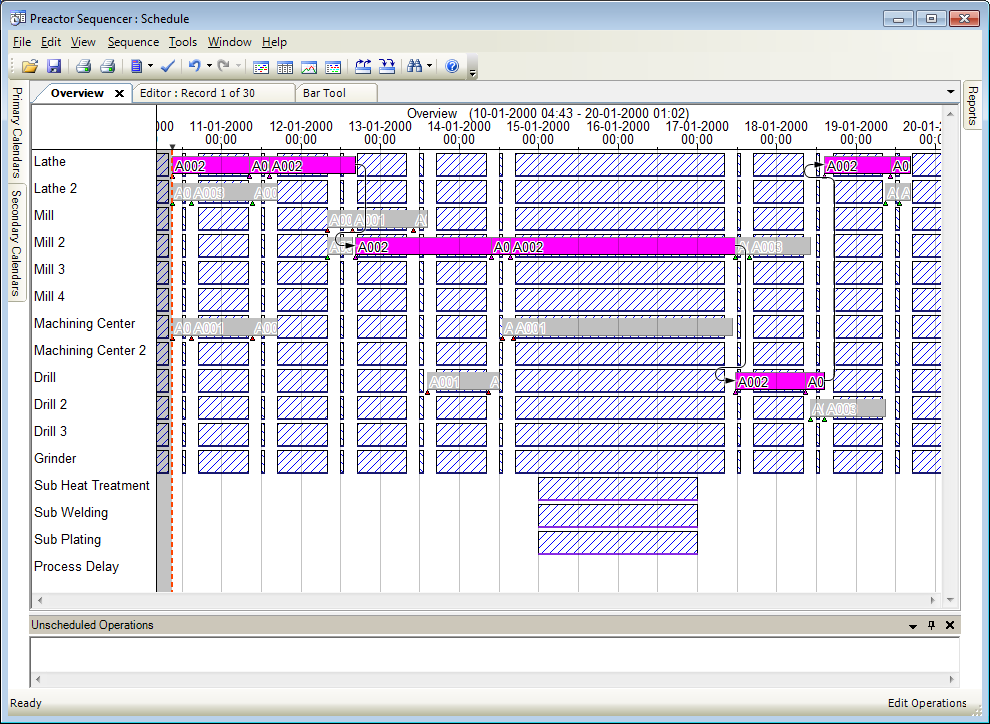 Preactor Sequencer : Schedule
File Edit View Sequence Tools Window Help
Primary Calendars
Secondary Calendars
Reports
Overview Editor : Record 1 of 30 Bar Tool
Overview (10-01-2000 04:43 - 20-01-2000 01:02)
000 11-01-2000 12-01-2000 13-01-2000 14-01-2000 15-01-2000 16-01-2000 17-01-2000 18-01-2000 19-01-2000 20-01-2
00:00 00:00 00:00 00:00 00:00 00:00 00:00 00:00 00:00 00:0
Lathe A002 A0 A002 A002 A0
Lathe 2 A0 A003 A00 A A
Mill A00 A001 A
Mill 2 A A002 A0 A002 A003
Mill 3
Mill 4
Machining Center A0 A001 A00 A A001
Machining Center 2
Drill A001 A A002 A0
Drill 2 A A003
Drill 3
Grinder
Sub Heat Treatment
Sub Welding
Sub Plating
Process Delay
Unscheduled Operations
Ready Edit Operations